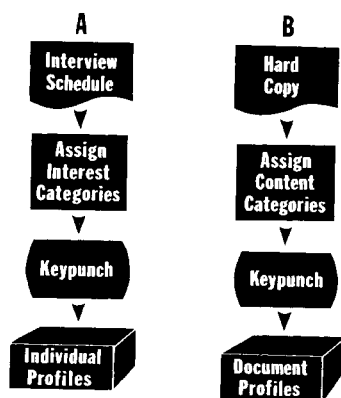 A
Interview
Schedule
Assign
Interest
Categories
Keypunch
Individual
Profiles
B
Hard
Copy
Assign
Content
Categories
Keypunch
Document
Profiles